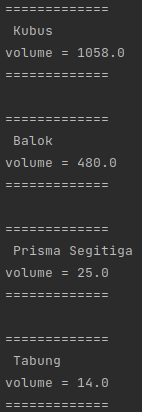 =============
 Kubus
volume = 1058.0
=============

=============
 Balok
volume = 480.0
=============

=============
 Prisma Segitiga
volume = 25.0
=============

=============
 Tabung
volume = 14.0
=============